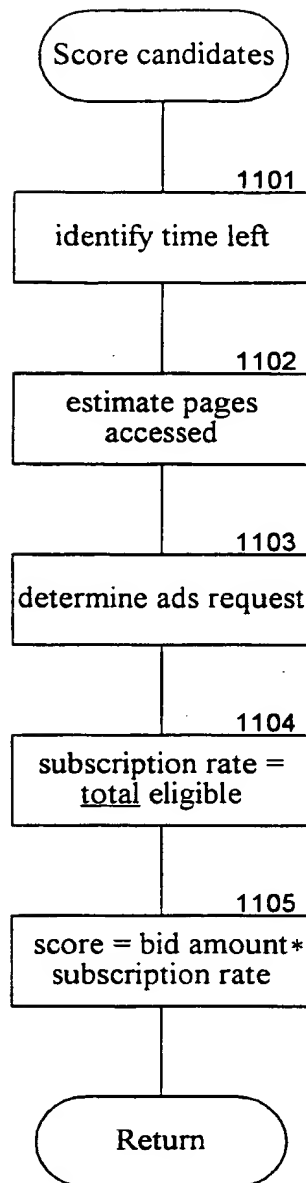 Score candidates
1101
identify time left
1102
estimate pages
accessed
1103
determine ads request
1104
subscription rate =
total eligible
1105
score = bid amount*
subscription rate
Return